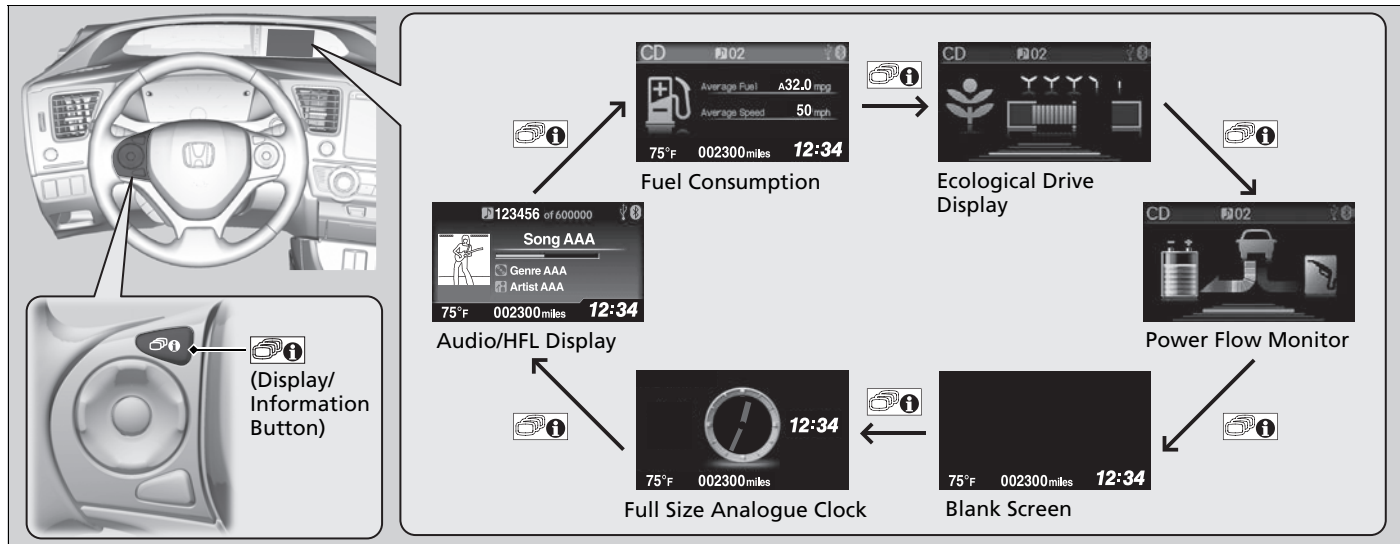 CD 02
Average Fuel A32.0 mpg
Average Speed 50 mph
75°F 002300 miles 12:34
Fuel Consumption
CD 02
Ecological Drive
Display
CD 02
Power Flow Monitor
75°F 002300 miles 12:34
Blank Screen
12:34
75°F 002300 miles
Full Size Analogue Clock
123456 of 600000
Song AAA
Genre AAA
Artist AAA
75°F 002300 miles 12:34
Audio/HFL Display
(Display/
Information
Button)